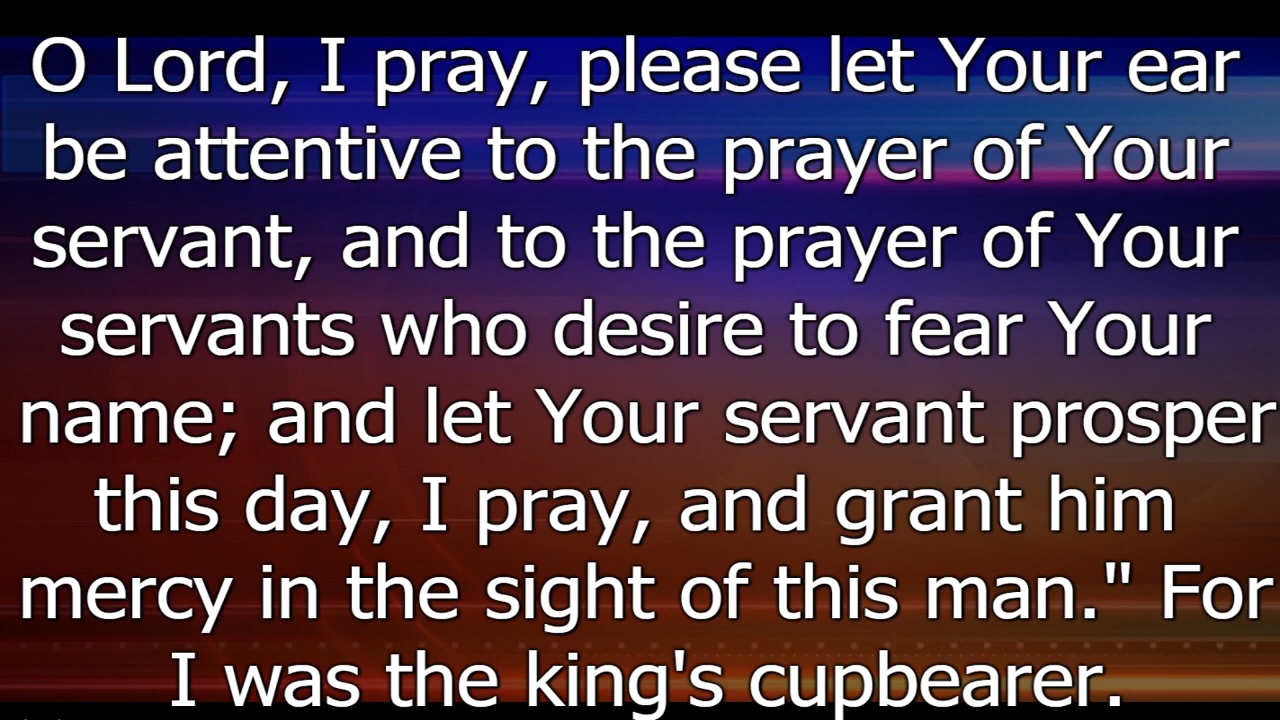 O Lord, I pray, please let Your ear
be attentive to the prayer of Your
servant, and to the prayer of Your
servants who desire to fear Your
name; and let Your servant prosper
this day, I pray, and grant him
mercy in the sight of this man." For
I was the king's cupbearer.